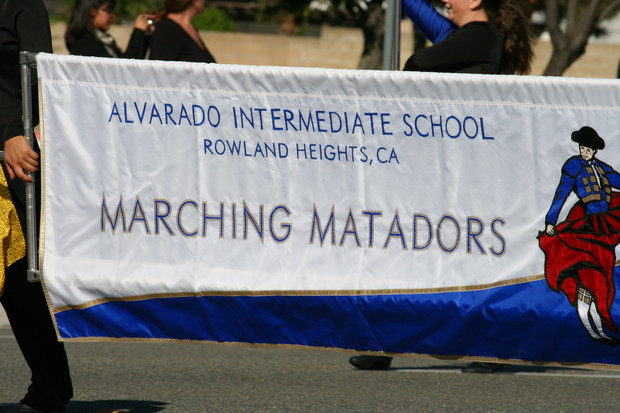 ALVARADO INTERMEDIATE SCHOOL
ROWLAND HEIGHTS, CA
MARCHING MATADORS